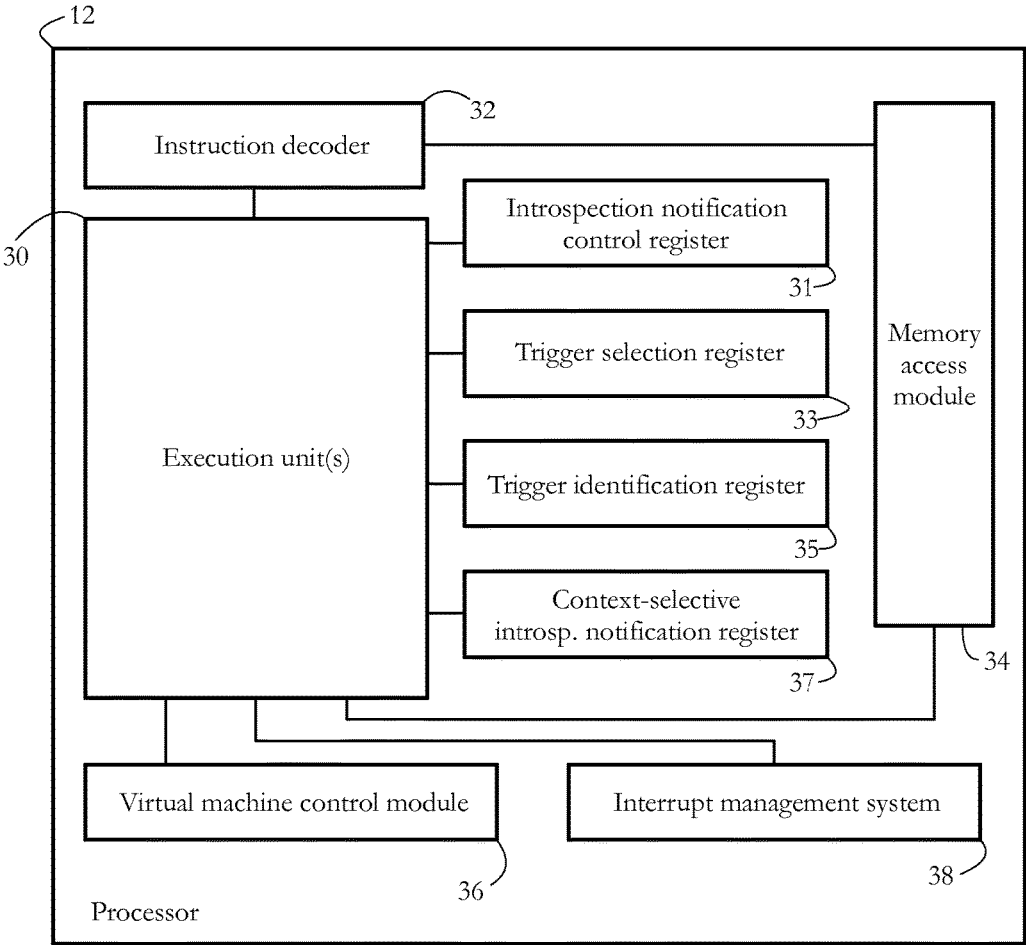 12
32
Instruction decoder
30
Introspection notification
control register
31
Trigger selection register
33
Memory
access
module
Execution unit(s)
Trigger identification register
35
Context-selective
introsp. notification register
37
34
Virtual machine control module
36
Interrupt management system
38
Processor